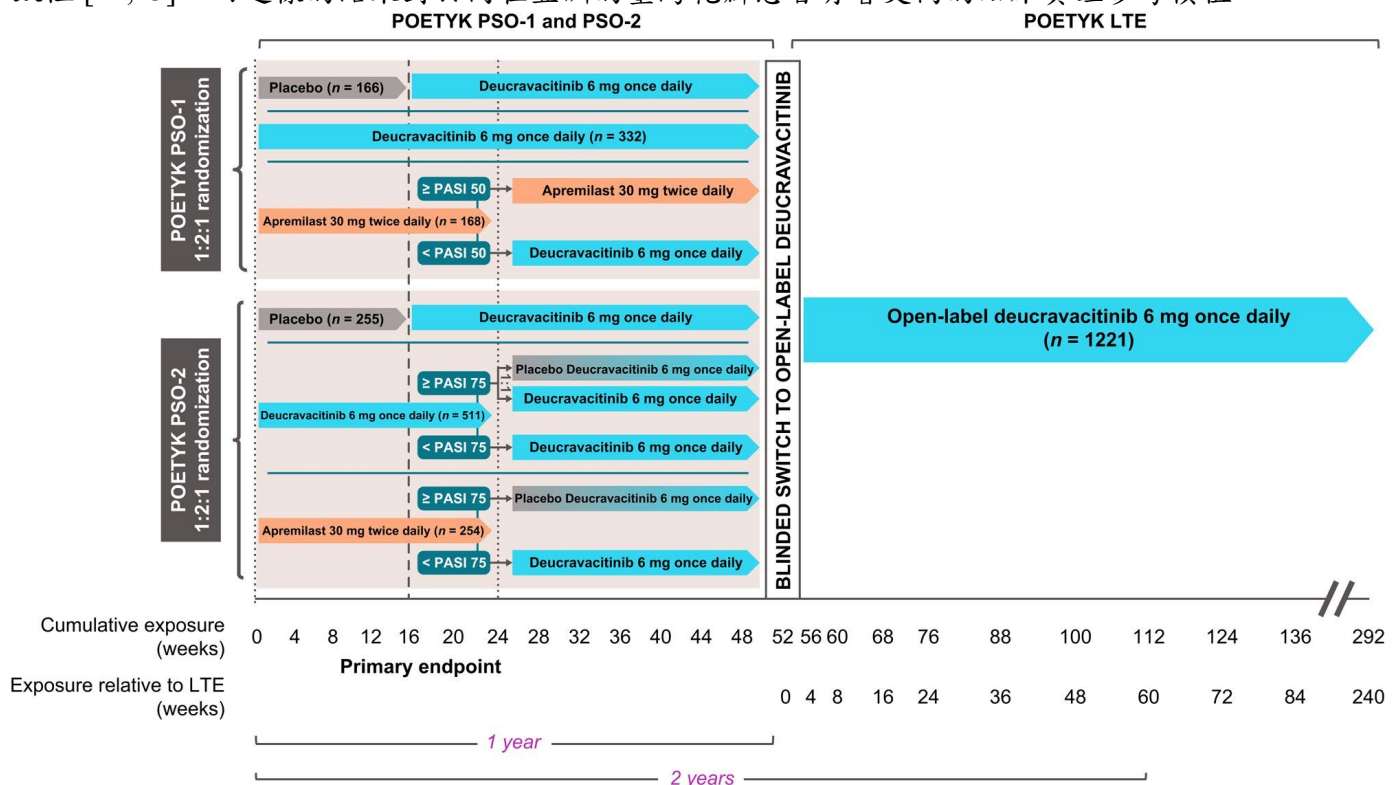 POETYK PSO-1 and PSO-2
POETYK LTE
POETYK PSO-1
1:2:1 randomization
Placebo (n = 166)
Deucravacitinib 6 mg once daily
Deucravacitinib 6 mg once daily (n = 332)
≥ PASI 50
Apremilast 30 mg twice daily
Apremilast 30 mg twice daily (n = 168)
< PASI 50
Deucravacitinib 6 mg once daily
POETYK PSO-2
1:2:1 randomization
Placebo (n = 255)
Deucravacitinib 6 mg once daily
≥ PASI 75
Placebo Deucravacitinib 6 mg once daily
Deucravacitinib 6 mg once daily
Deucravacitinib 6 mg once daily (n = 511)
< PASI 75
Deucravacitinib 6 mg once daily
≥ PASI 75
Placebo Deucravacitinib 6 mg once daily
Apremilast 30 mg twice daily (n = 254)
< PASI 75
Deucravacitinib 6 mg once daily
BLINDED SWITCH TO OPEN-LABEL DEUCRAVACITINIB
Open-label deucravacitinib 6 mg once daily
(n = 1221)
Cumulative exposure
(weeks)
0 4 8 12 16 20 24 28 32 36 40 44 48 52 56 60 68 76 88 100 112 124 136 292
Primary endpoint
Exposure relative to LTE
(weeks)
0 4 8 16 24 36 48 60 72 84 240
1 year
2 years